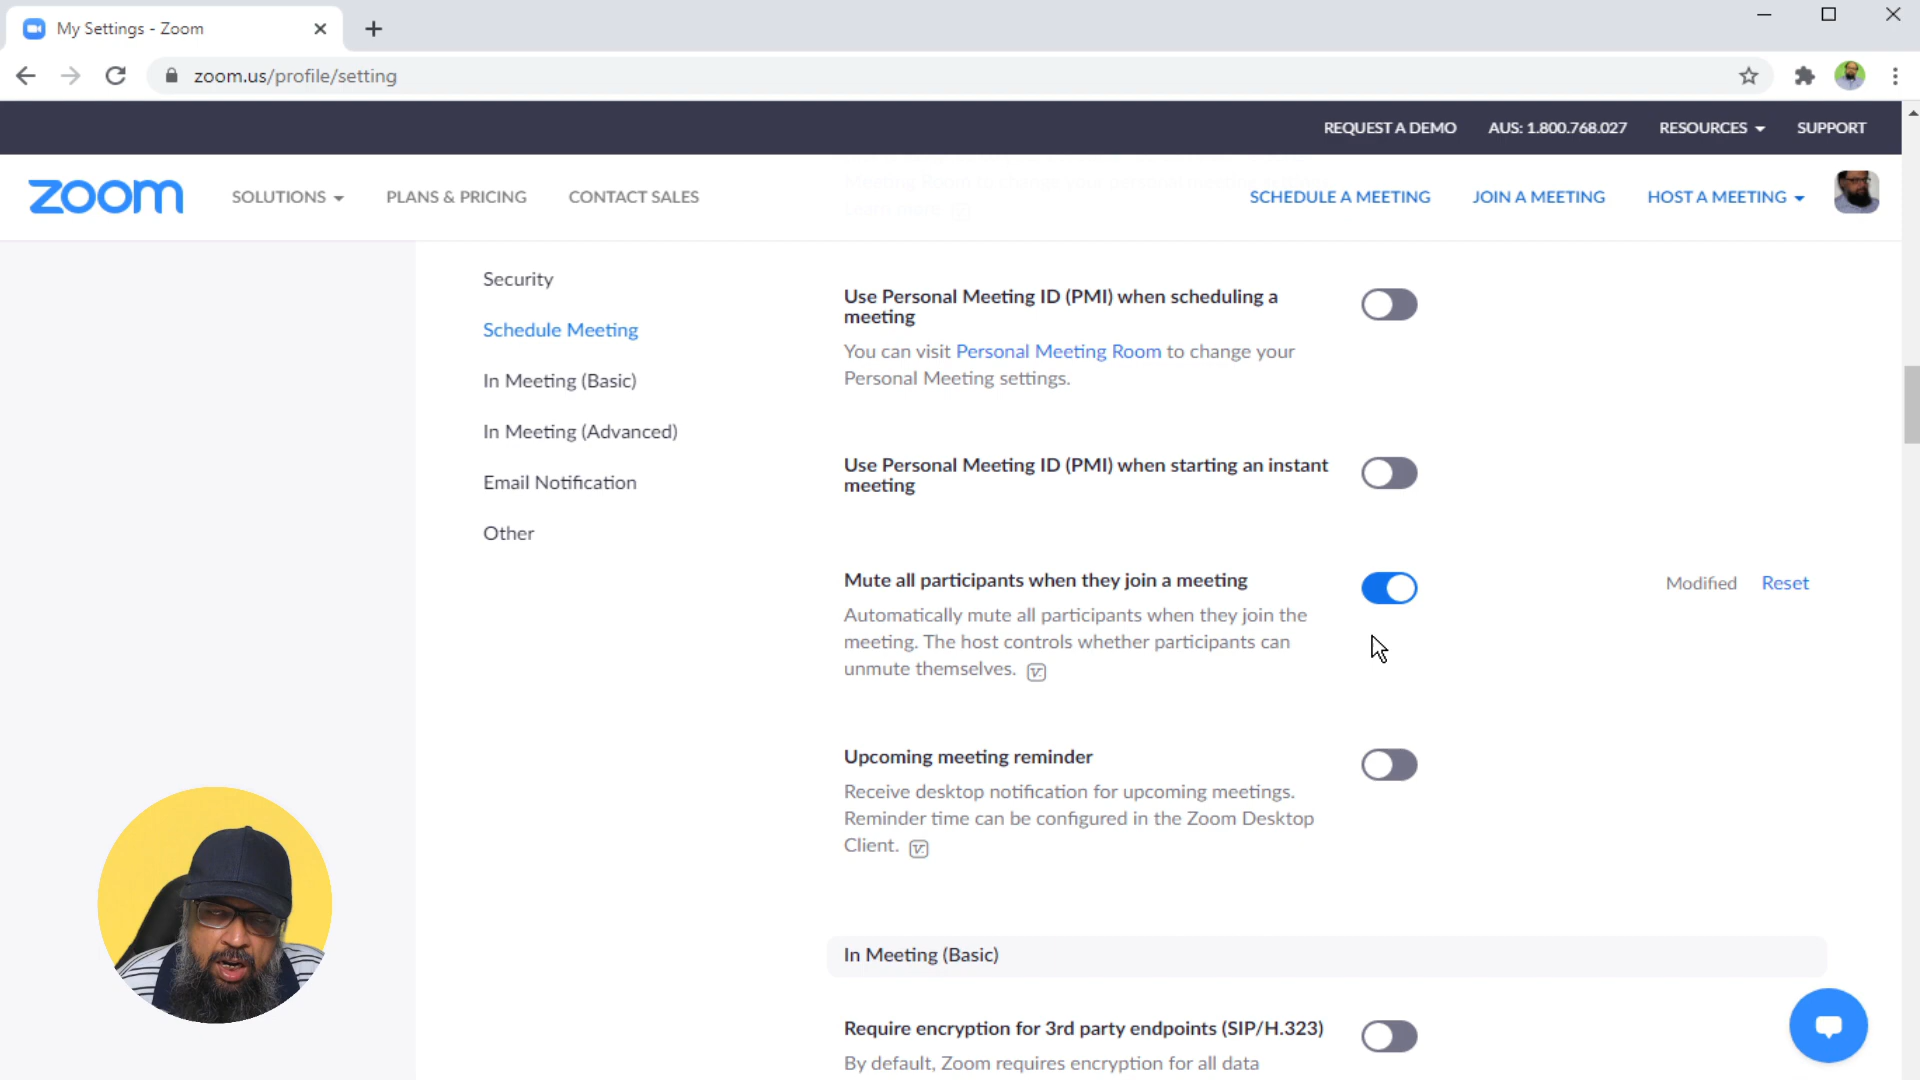 My Settings - Zoom
zoom.us/profile/setting
REQUEST A DEMO
AUS: 1.800.768.027
RESOURCES
SUPPORT
zoom
SOLUTIONS
PLANS & PRICING
CONTACT SALES
SCHEDULE A MEETING
JOIN A MEETING
HOST A MEETING
Security
Schedule Meeting
In Meeting (Basic)
In Meeting (Advanced)
Email Notification
Other
Use Personal Meeting ID (PMI) when scheduling a
meeting
You can visit Personal Meeting Room to change your
Personal Meeting settings.
Use Personal Meeting ID (PMI) when starting an instant
meeting
Mute all participants when they join a meeting
Modified Reset
Automatically mute all participants when they join the
meeting. The host controls whether participants can
unmute themselves.
Upcoming meeting reminder
Receive desktop notification for upcoming meetings.
Reminder time can be configured in the Zoom Desktop
Client.
In Meeting (Basic)
Require encryption for 3rd party endpoints (SIP/H.323)
By default, Zoom requires encryption for all data